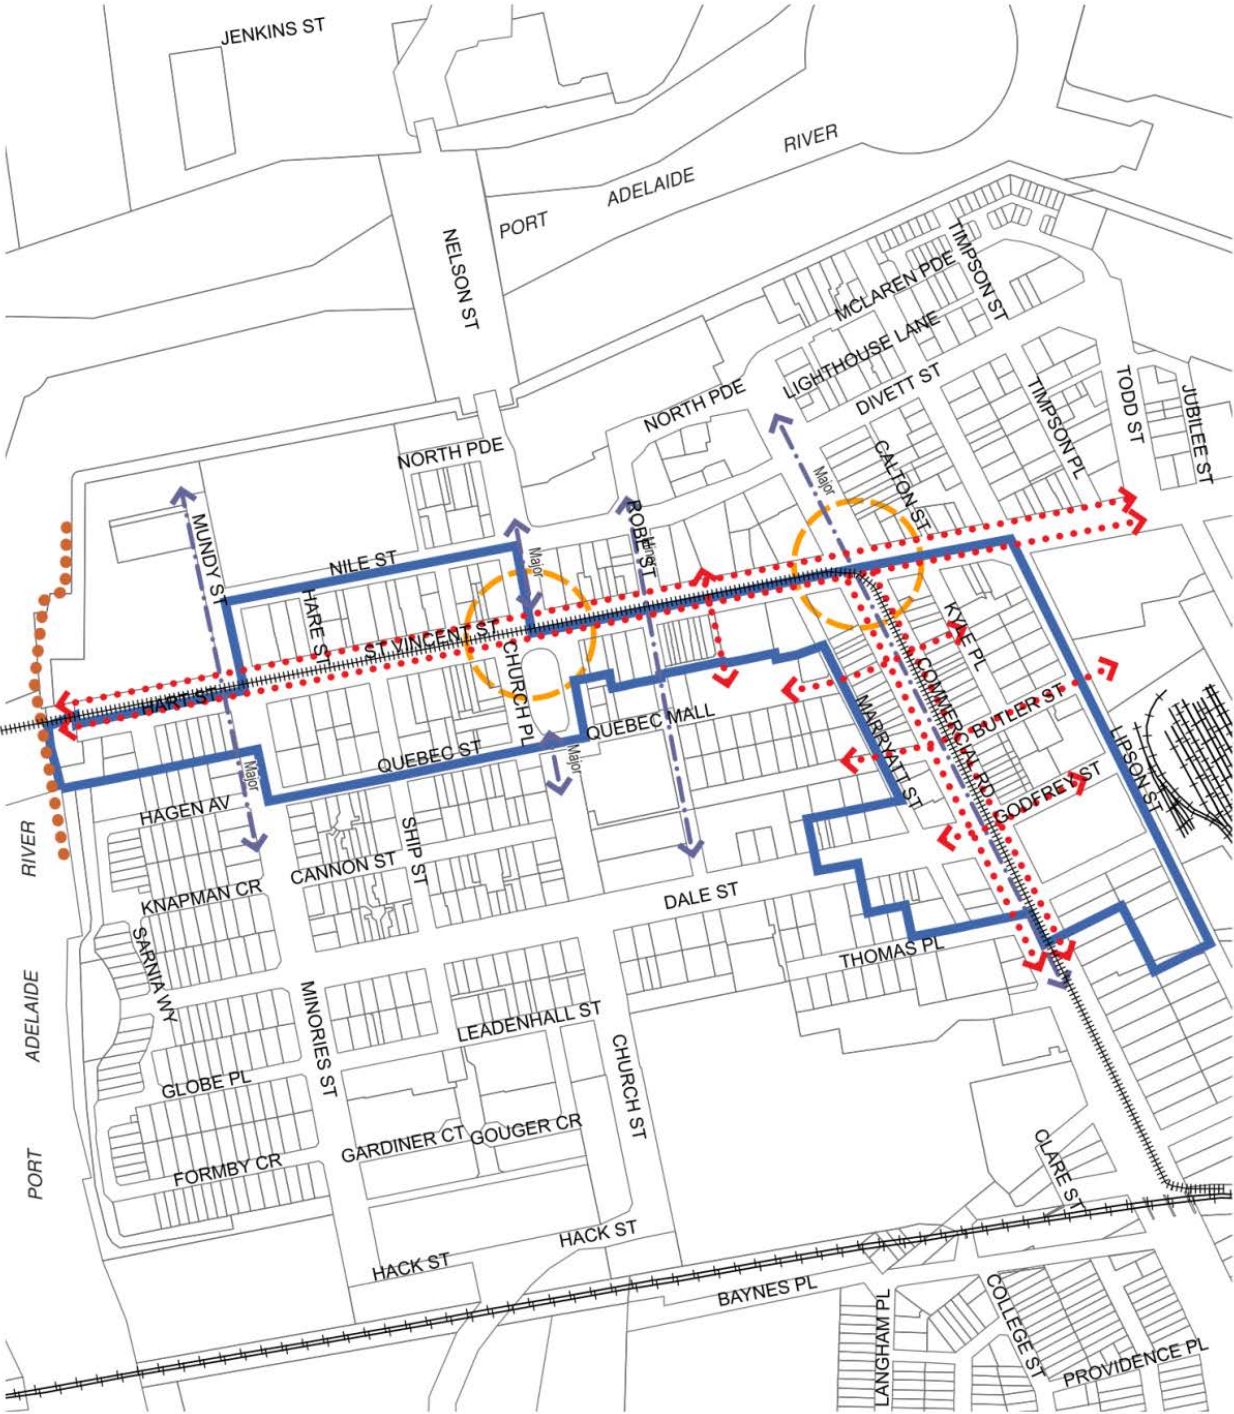 JENKINS ST
RIVER
ADELAIDE
PORT
NELSON ST
TIMPSON ST
MCLAREN PDE
LIGHTHOUSE LANE
DIVETT ST
TIMPSON PL
TODD ST
JUBILEE ST
NORTH PDE
NORTH PDE
CALTON ST
Major
MUNDY ST
NILE ST
HARE ST
Major
ROBE ST
ST VINCENT ST
HART ST
CHURCH PL
KYLE PL
COMMERCIAL RD
BUTLER ST
LIPSON ST
MARRYATT ST
GODFREY ST
QUEBEC MALL
QUEBEC ST
Major
Major
HAGEN AV
SHIP ST
CANNON ST
KNAPMAN CR
DALE ST
THOMAS PL
SARNIA WY
MINORIES ST
LEADENHALL ST
CHURCH ST
GLOBE PL
GARDINER CT
GOUGER CR
FORMBY CR
CLARE ST
HACK ST
HACK ST
BAYNES PL
LANGHAM PL
COLLEGE ST
PROVIDENCE PL
RIVER
ADELAIDE
PORT